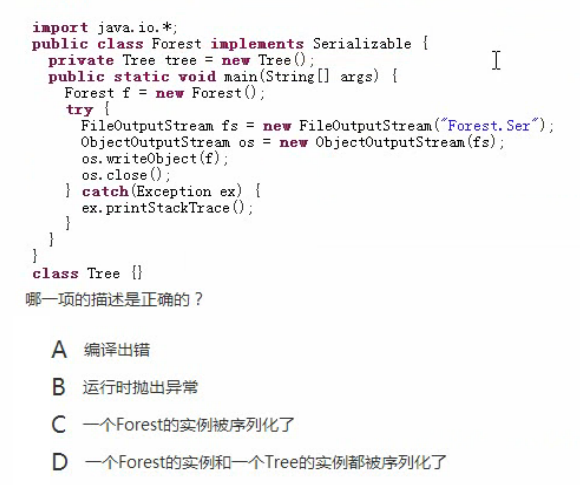 import java.io.*;
public class Forest implements Serializable {
private Tree tree = new Tree();
public static void main(String[] args) {
Forest f = new Forest();
try {
FileOutputStream fs = new FileOutputStream("Forest.Ser");
ObjectOutputStream os = new ObjectOutputStream(fs);
os.writeObject(f);
os.close();
} catch(Exception ex) {
ex.printStackTrace();
}
}
}
class Tree {}
哪一项的描述是正确的？
A 编译出错
B 运行时抛出异常
C 一个Forest的实例被序列化了
D 一个Forest的实例和一个Tree的实例都被序列化了